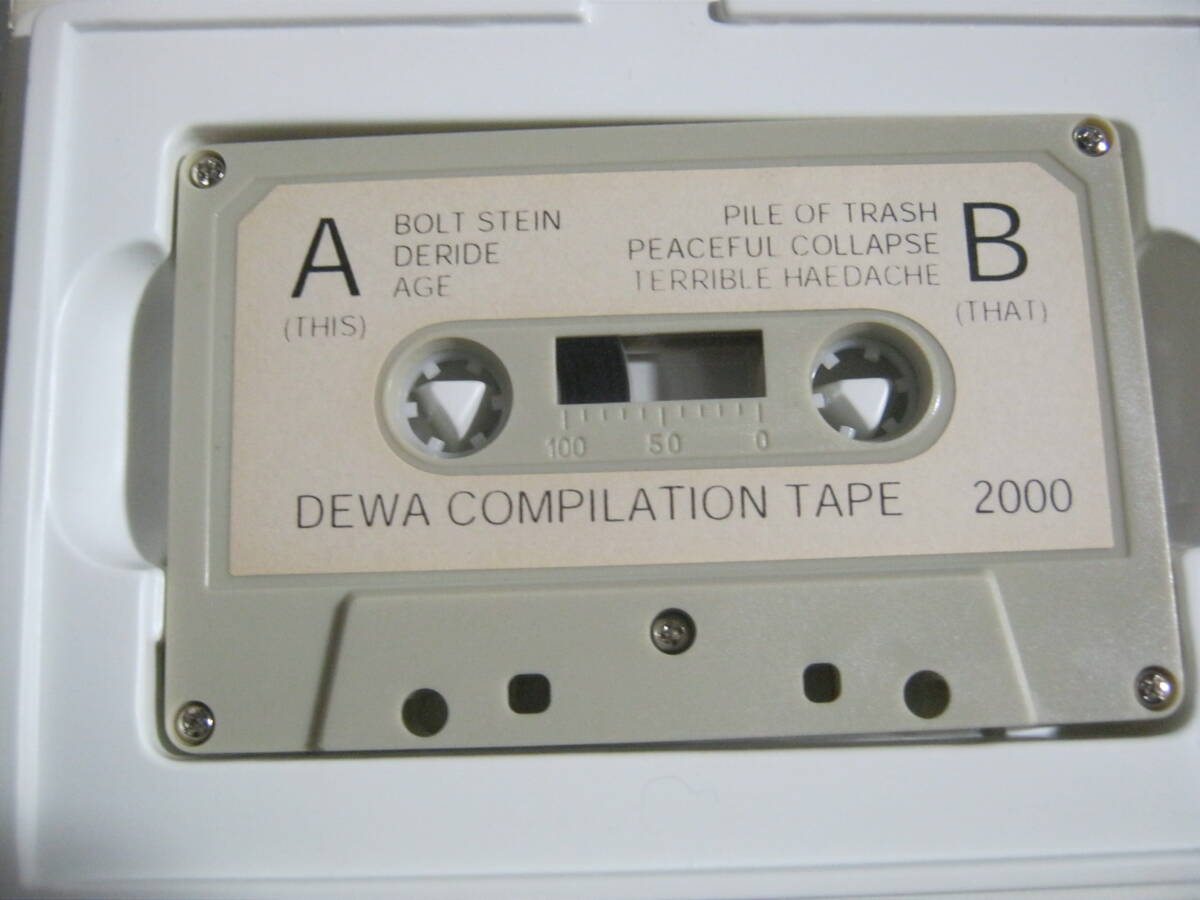 A
(THIS)
BOLT STEIN
DERIDE
AGE
PILE OF TRASH
PEACEFUL COLLAPSE
TERRIBLE HAEDACHE
B
(THAT)
100 50 0
DEWA COMPILATION TAPE 2000